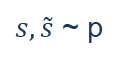 s, s̃ ~ p